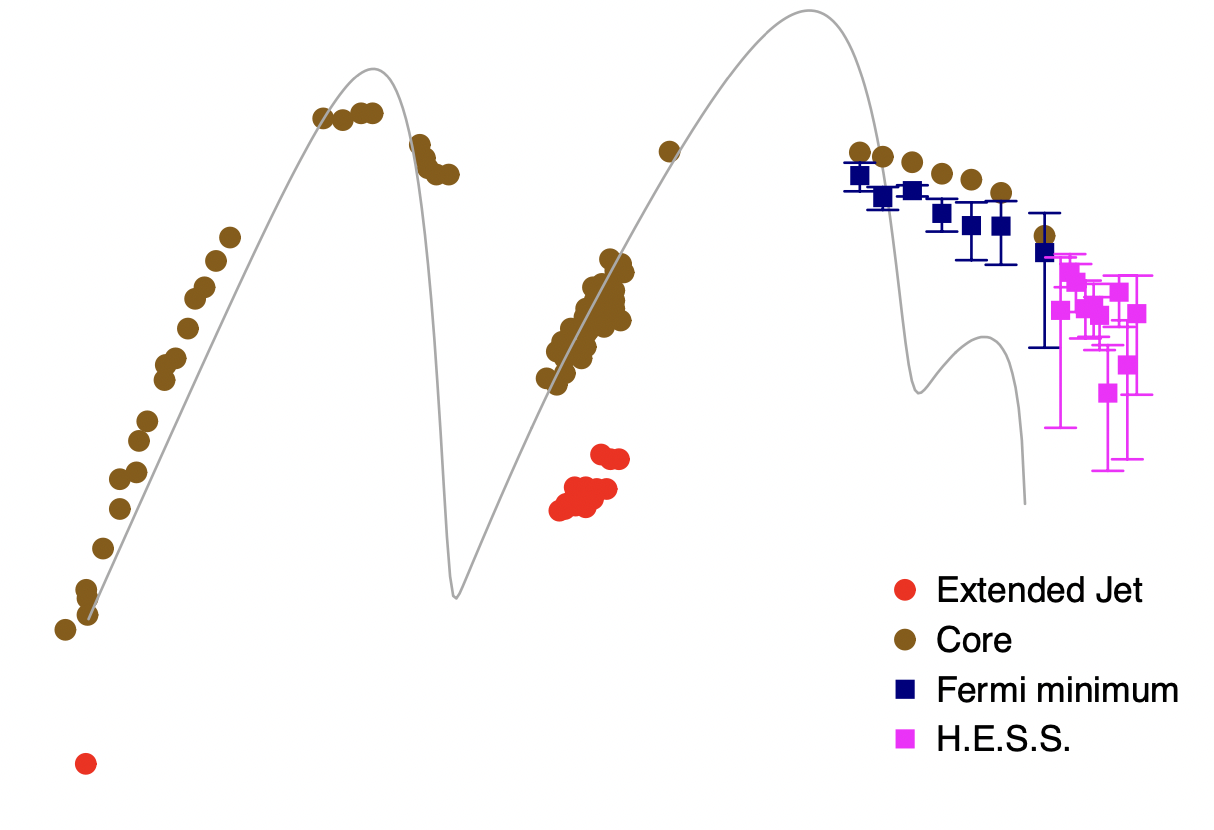 Extended Jet
Core
Fermi minimum
H.E.S.S.